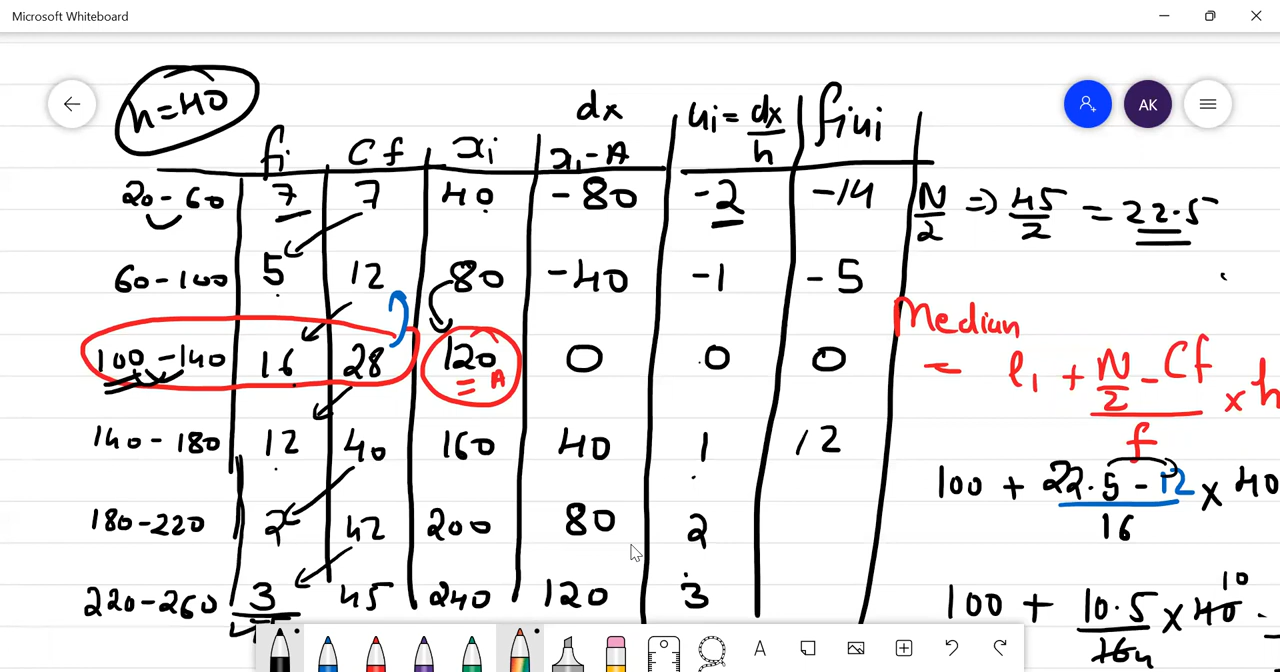 Microsoft Whiteboard
h=40
AK
fi Cf xi dx xi-A ui = dx/h fiui
20-60 7 7 40 -80 -2 -14
N/2 => 45/2 = 22.5
60-100 5 12 80 -40 -1 -5
100-140 16 28 120 0 0 0
A
Median
= l1 + N/2 - Cf / f x h
140-180 12 40 160 40 1 12
100 + 22.5 - 12 / 16 x 40
180-220 2 42 200 80 2
220-260 3 45 240 120 3
100 + 10.5 / 16 4 x 40 10
A